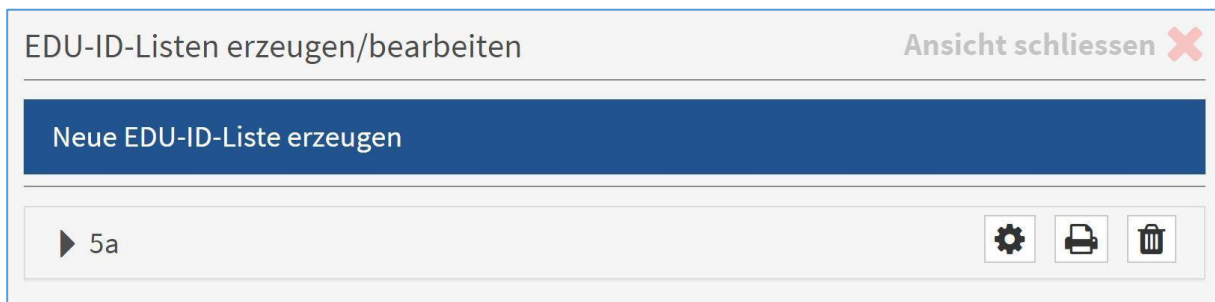 EDU-ID-Listen erzeugen/bearbeiten
Ansicht schliessen
Neue EDU-ID-Liste erzeugen
5a